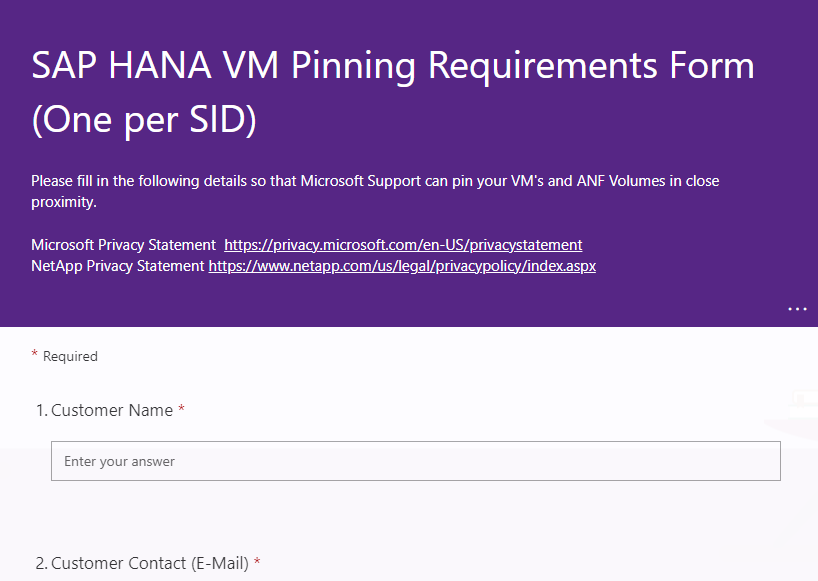 SAP HANA VM Pinning Requirements Form
(One per SID)
Please fill in the following details so that Microsoft Support can pin your VM's and ANF Volumes in close
proximity.
Microsoft Privacy Statement  https://privacy.microsoft.com/en-US/privacystatement
NetApp Privacy Statement https://www.netapp.com/us/legal/privacypolicy/index.aspx
...
* Required
1. Customer Name *
Enter your answer
2. Customer Contact (E-Mail) *